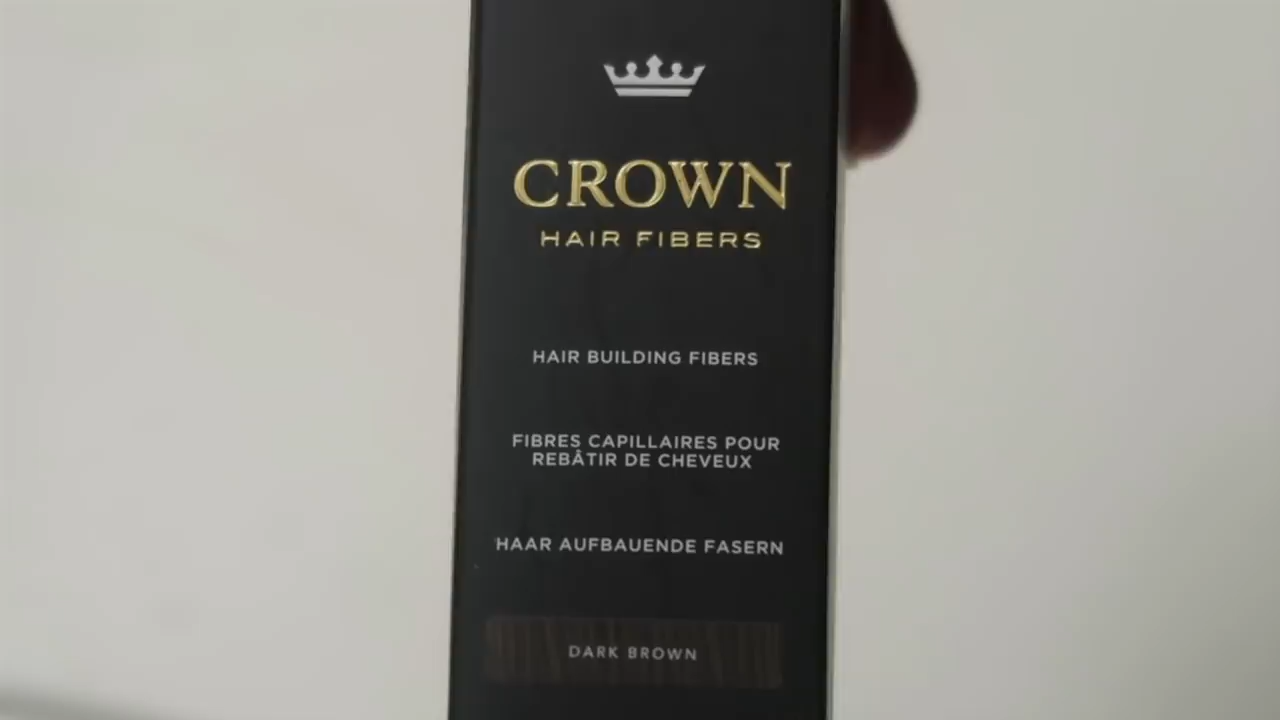 CROWN
HAIR FIBERS
HAIR BUILDING FIBERS
FIBRES CAPILLAIRES POUR
REBÂTIR DE CHEVEUX
HAAR AUFBAUENDE FASERN
DARK BROWN